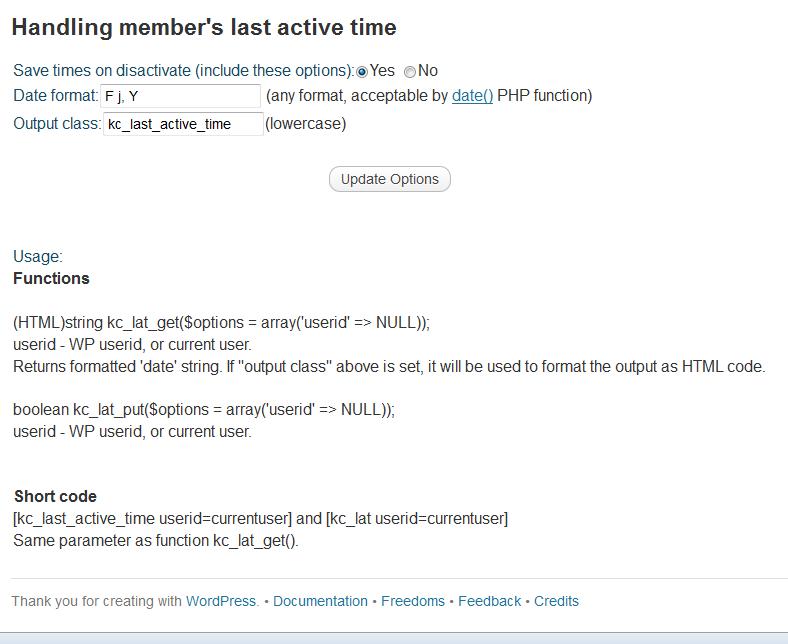 Handling member's last active time
Save times on disactivate (include these options): Yes No
Date format: F j, Y (any format, acceptable by date() PHP function)
Output class: kc_last_active_time (lowercase)
Update Options
Usage:
Functions
(HTML)string kc_lat_get($options = array('userid' => NULL));
userid - WP userid, or current user.
Returns formatted 'date' string. If "output class" above is set, it will be used to format the output as HTML code.
boolean kc_lat_put($options = array('userid' => NULL));
userid - WP userid, or current user.
Short code
[kc_last_active_time userid=currentuser] and [kc_lat userid=currentuser]
Same parameter as function kc_lat_get().
Thank you for creating with WordPress. • Documentation • Freedoms • Feedback • Credits